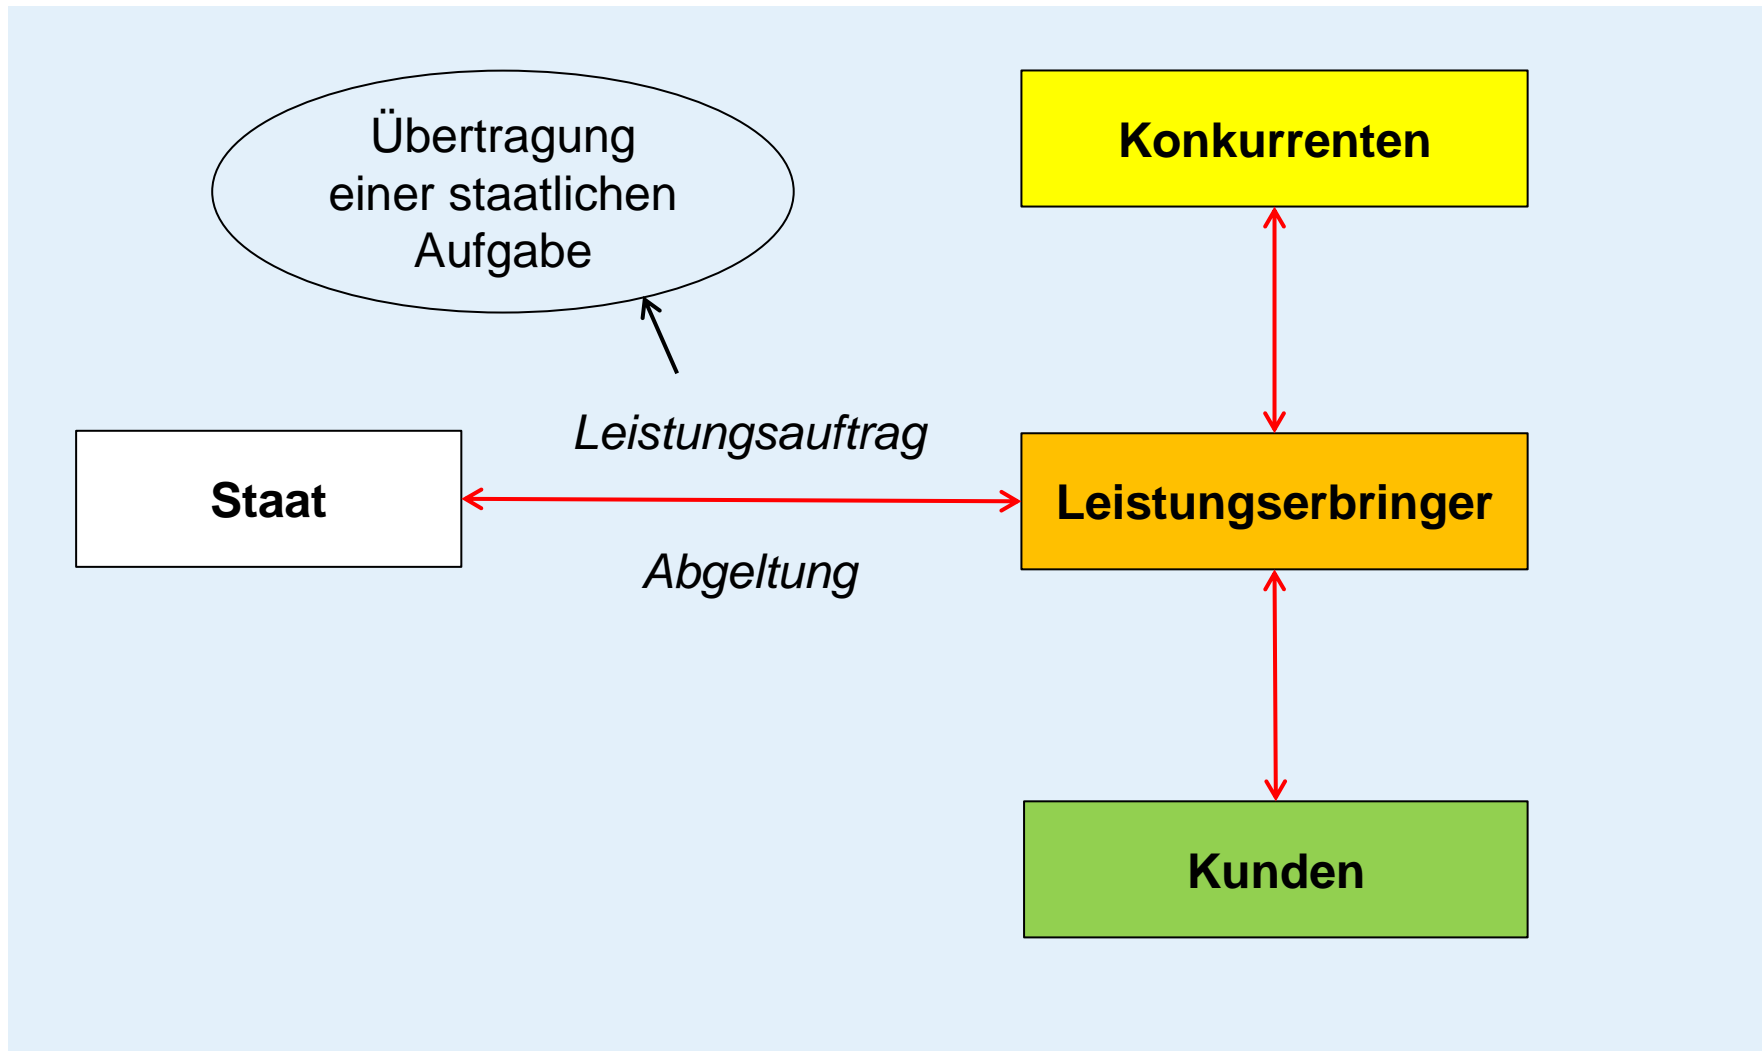 Übertragung
einer staatlichen
Aufgabe
Konkurrenten
Leistungsauftrag
Staat
Leistungserbringer
Abgeltung
Kunden